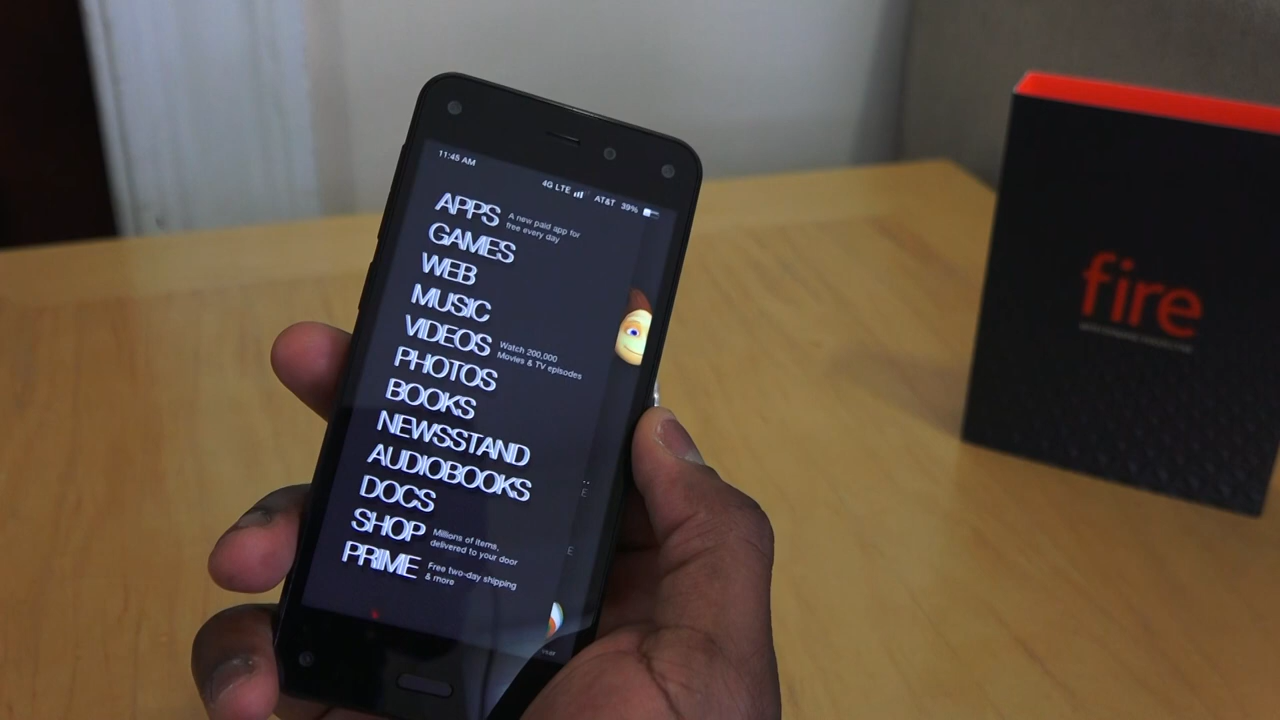 11:45 AM
4G LTE AT&T 39%
APPS
A new paid app for
free every day
GAMES
WEB
MUSIC
VIDEOS
Watch 200,000
Movies & TV episodes
PHOTOS
BOOKS
NEWSSTAND
AUDIOBOOKS
DOCS
SHOP
Millions of items,
delivered to your door
PRIME
Free two-day shipping
& more
E
E
fire